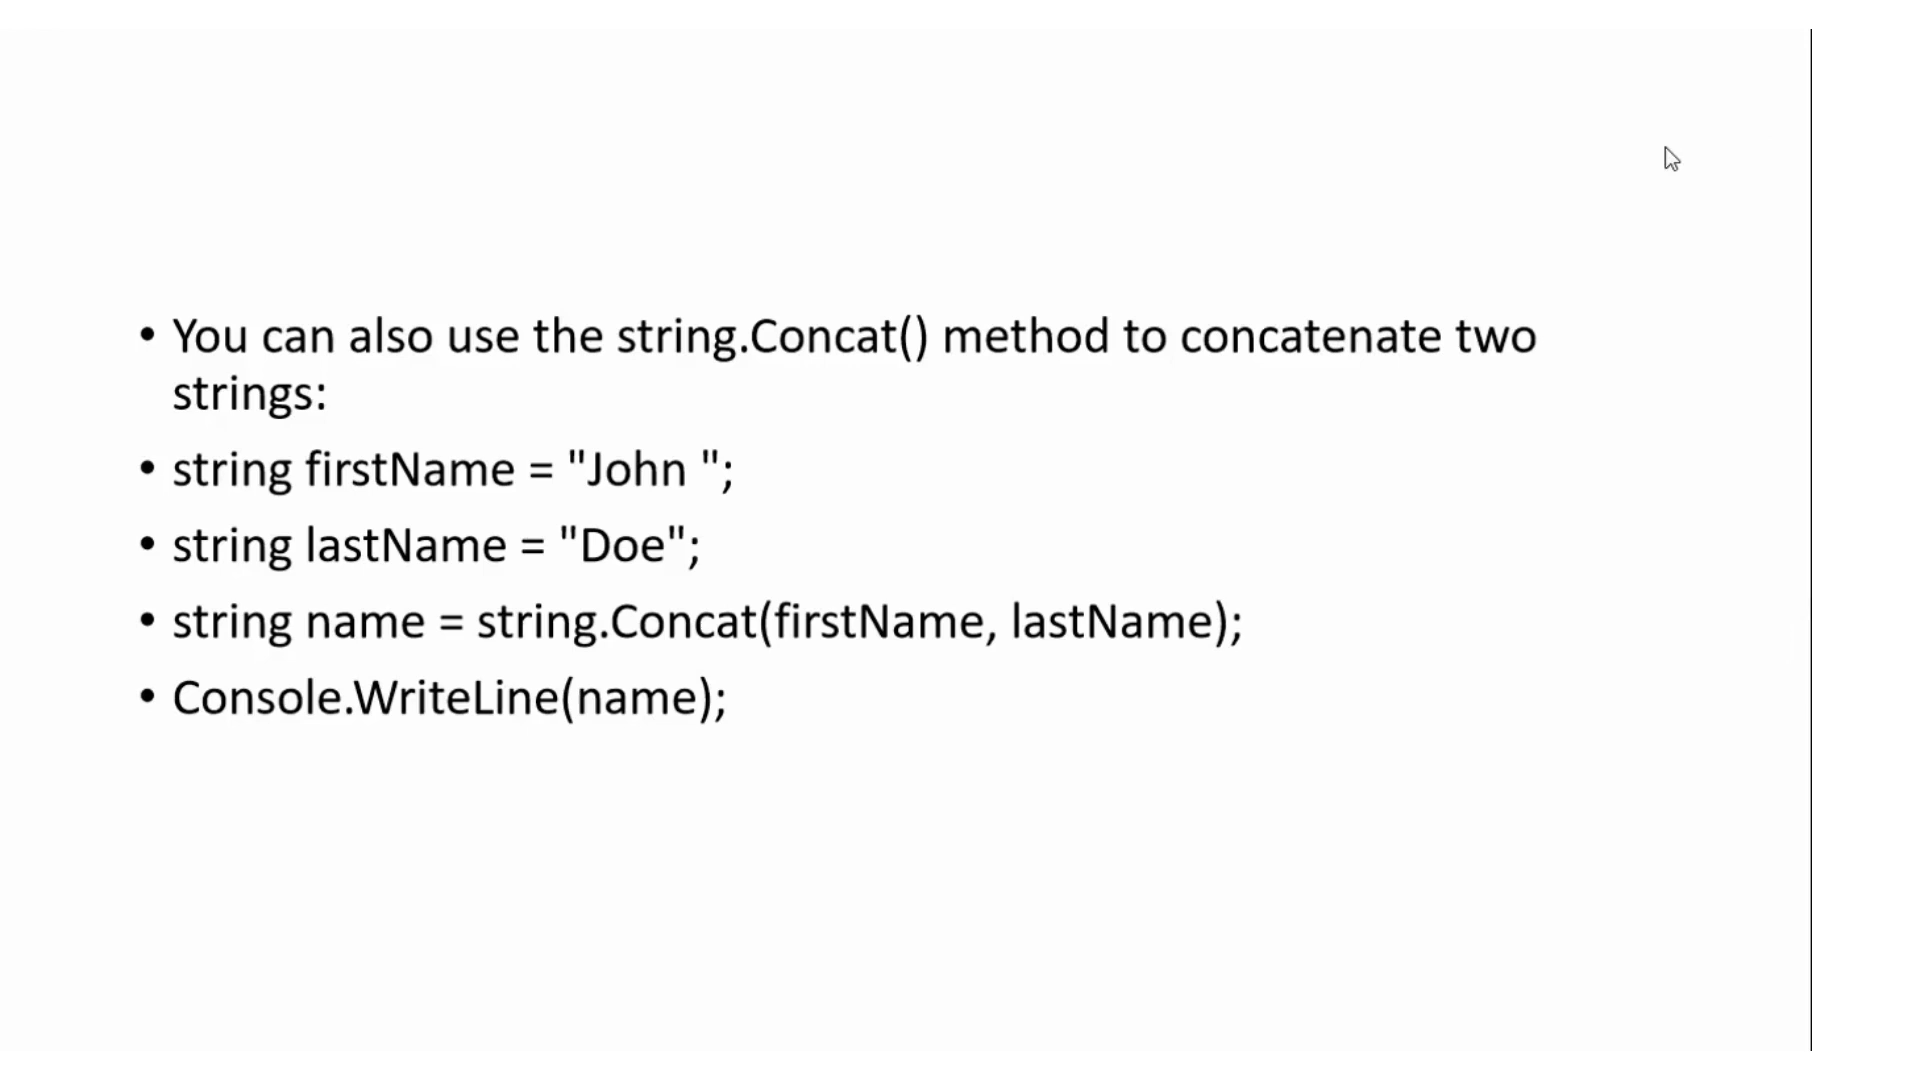 • You can also use the string.Concat() method to concatenate two
strings:
• string firstName = "John ";
• string lastName = "Doe";
• string name = string.Concat(firstName, lastName);
• Console.WriteLine(name);